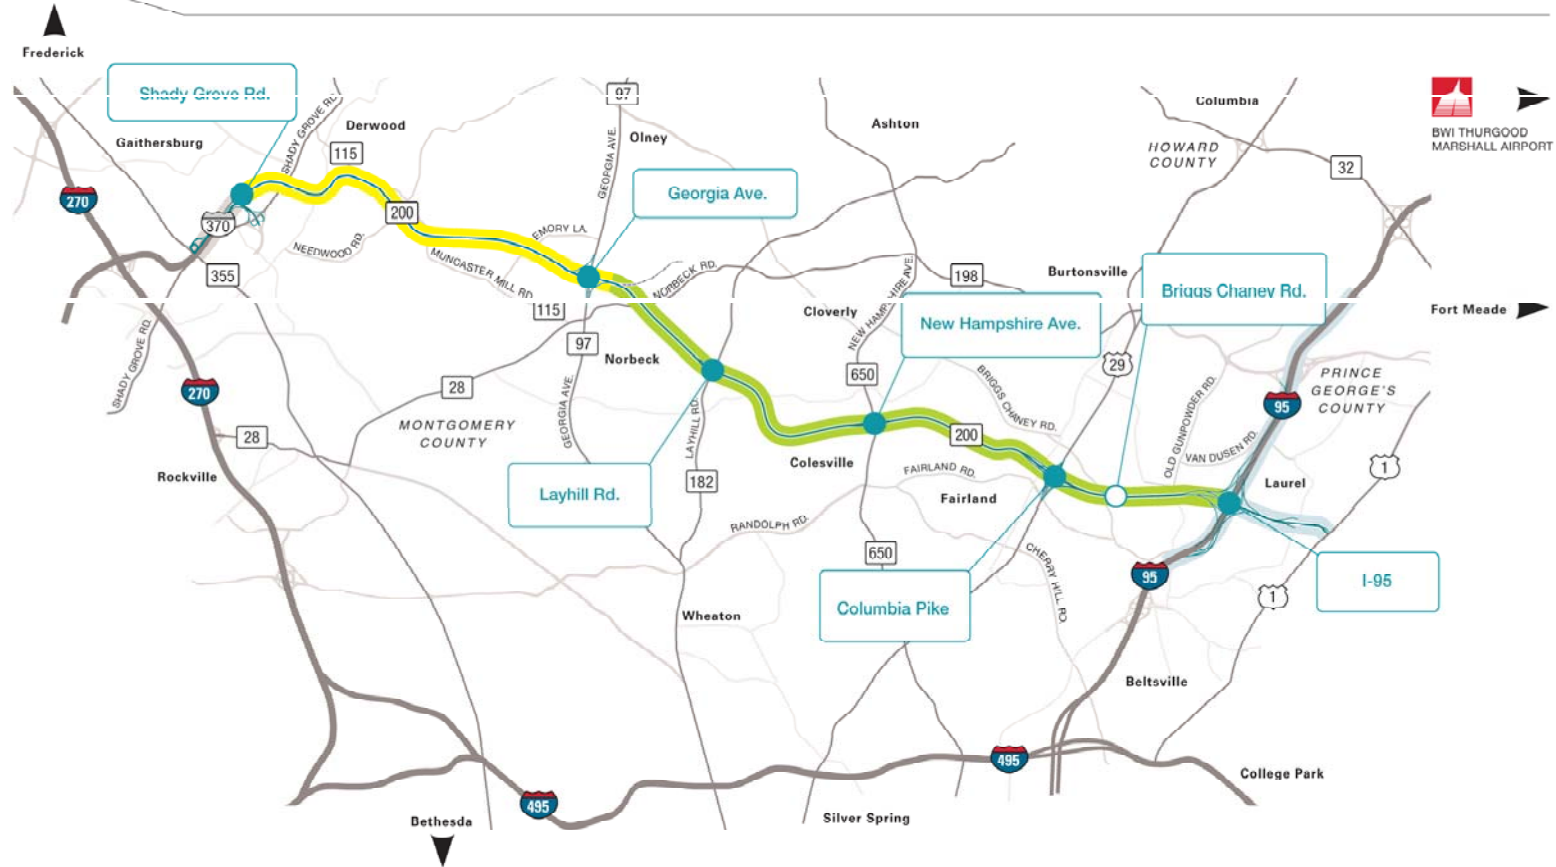 Frederick
Shady Grove Rd.
SHADY GROVE RD.
Gaithersburg
Derwood
115
97
GEORGIA AVE.
Olney
Ashton
Columbia
HOWARD
COUNTY
32
BWI THURGOOD
MARSHALL AIRPORT
270
370
200
Georgia Ave.
EMORY LA.
NEEDWOOD RD.
MUNCASTER MILL RD.
NORBECK RD.
355
115
97
198
Burtonsville
Briggs Chaney Rd.
Cloverly
NEW HAMPSHIRE AVE.
New Hampshire Ave.
Fort Meade
SHADY GROVE RD.
270
Norbeck
28
GEORGIA AVE.
650
29
BRIGGS CHANEY RD.
OLD GUNPOWDER RD.
95
PRINCE
GEORGE'S
COUNTY
MONTGOMERY
COUNTY
28
LAYHILL RD.
200
VAN DUSEN RD.
1
Rockville
Colesville
FAIRLAND RD.
Fairland
Laurel
Layhill Rd.
182
RANDOLPH RD.
650
CHERRY HILL RD.
95
1
I-95
Columbia Pike
Wheaton
Beltsville
495
College Park
495
Bethesda
Silver Spring